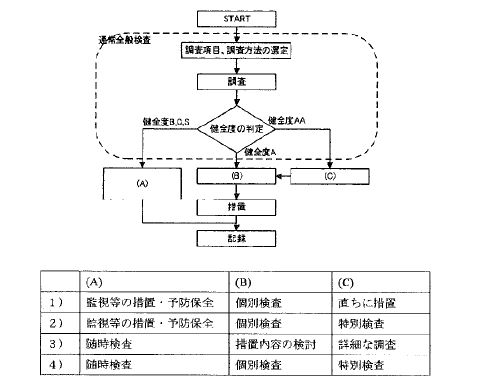 START
通常全般検査
調査項目、調査方法の選定
調査
健全度B,C,S
健全度の判定
健全度AA
健全度A
(A)
(B)
(C)
措置
記録
(A) (B) (C)
1） 監視等の措置・予防保全 個別検査 直ちに措置
2） 監視等の措置・予防保全 個別検査 特別検査
3） 随時検査 措置内容の検討 詳細な調査
4） 随時検査 個別検査 特別検査